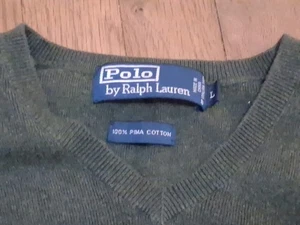 Polo
by Ralph Lauren
L
100% PIMA COTTON